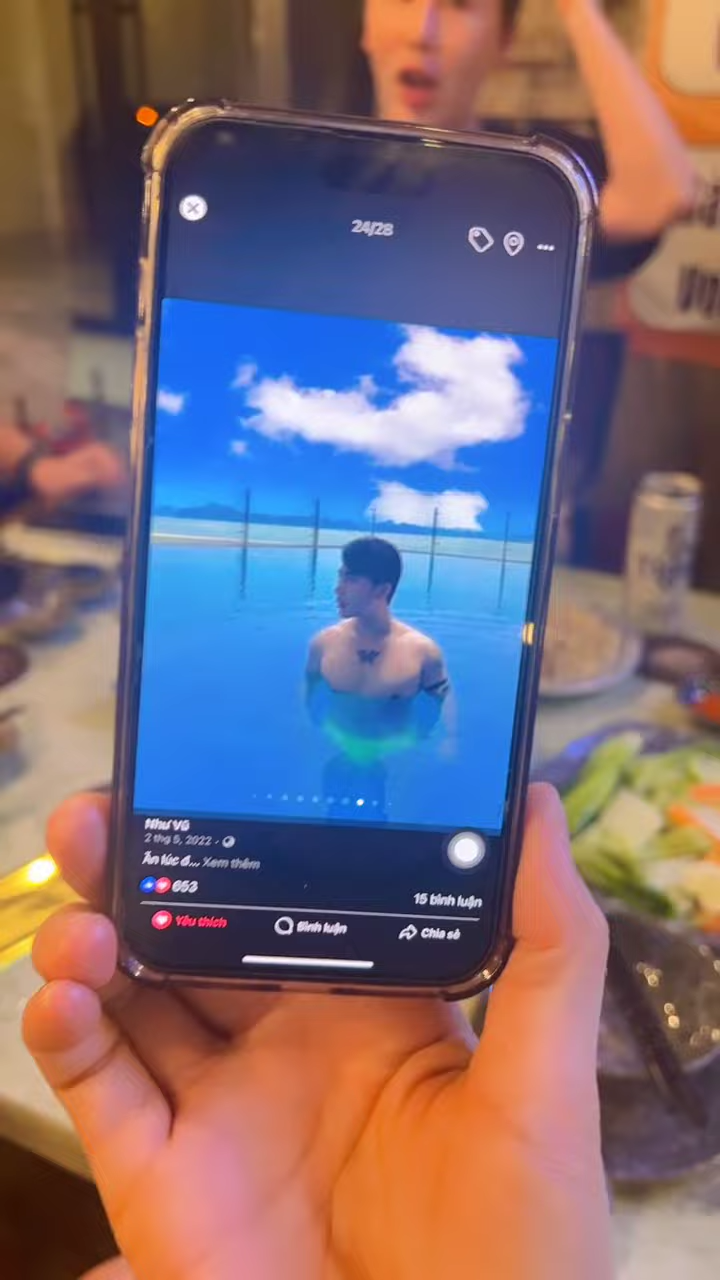 24/28
Như Vũ
2 thg 5, 2022
Ăn lúc đ... Xem thêm
653
15 bình luận
Yêu thích
Bình luận
Chia sẻ